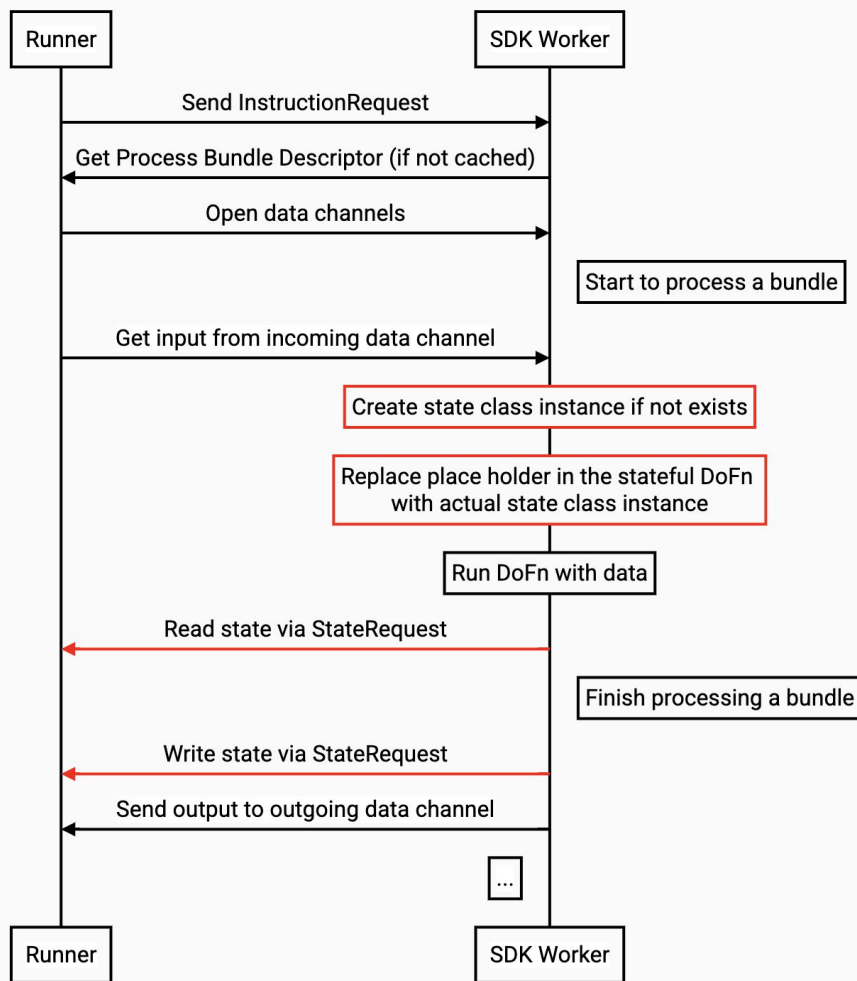 Runner
SDK Worker
Send InstructionRequest
Get Process Bundle Descriptor (if not cached)
Open data channels
Start to process a bundle
Get input from incoming data channel
Create state class instance if not exists
Replace place holder in the stateful DoFn
with actual state class instance
Run DoFn with data
Read state via StateRequest
Finish processing a bundle
Write state via StateRequest
Send output to outgoing data channel
...
Runner
SDK Worker